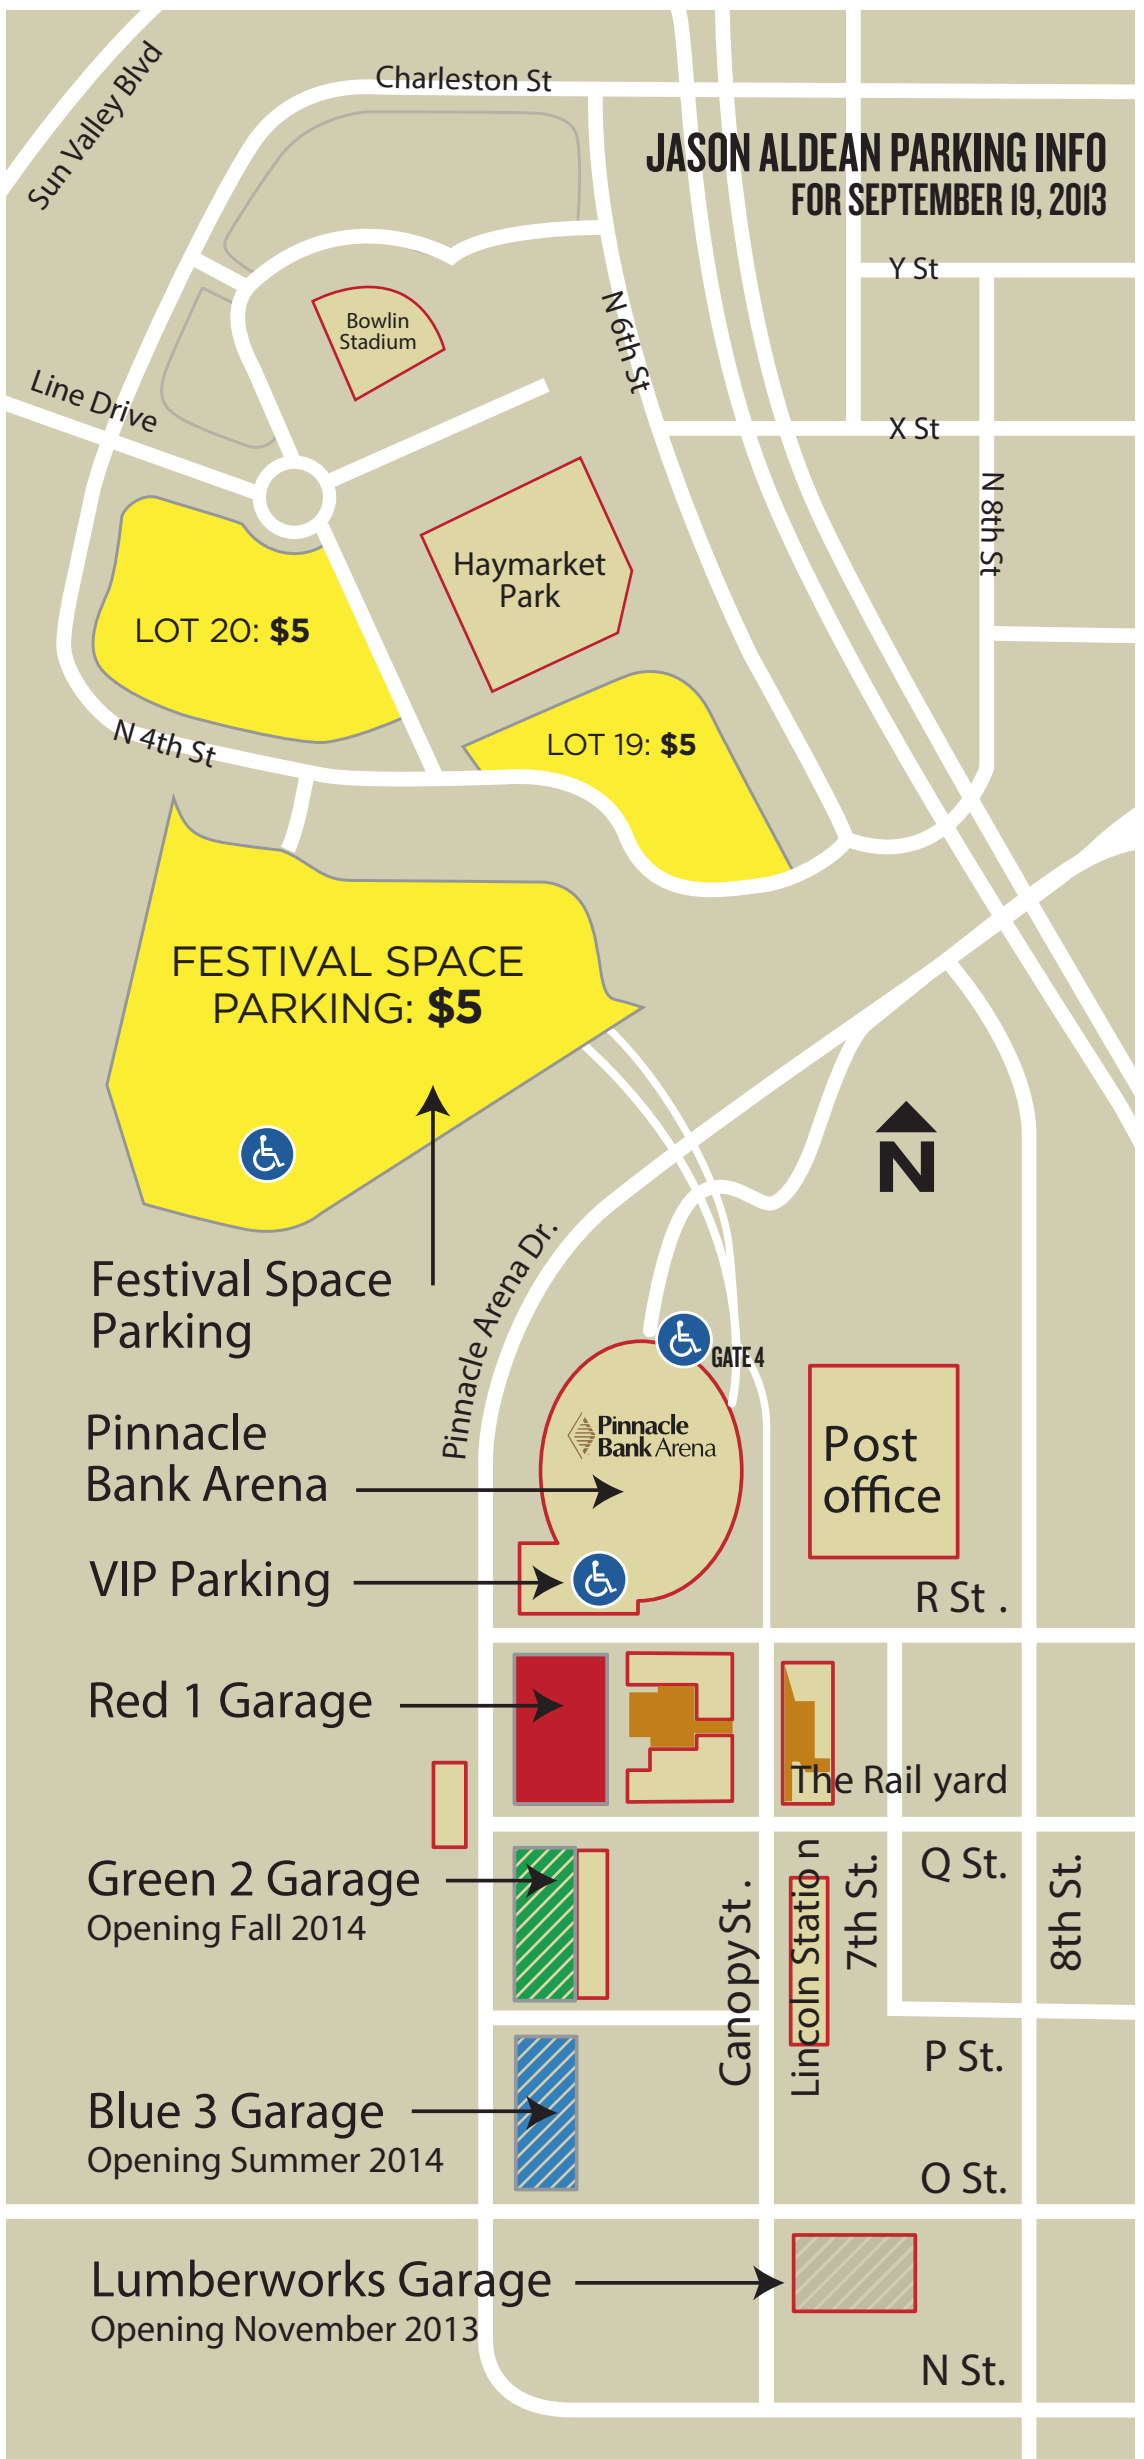 Charleston St
Sun Valley Blvd
JASON ALDEAN PARKING INFO
FOR SEPTEMBER 19, 2013
Y St
Bowlin
Stadium
N 6th St
Line Drive
X St
N 8th St
Haymarket
Park
LOT 20: $5
N 4th St
LOT 19: $5
FESTIVAL SPACE
PARKING: $5
N
Festival Space
Parking
Pinnacle Arena Dr.
GATE 4
Pinnacle
Bank Arena
Pinnacle
Bank Arena
Post
office
VIP Parking
R St .
Red 1 Garage
The Rail yard
Green 2 Garage
Opening Fall 2014
Canopy St .
Lincoln Statio n
7th St.
Q St.
8th St.
P St.
Blue 3 Garage
Opening Summer 2014
O St.
Lumberworks Garage
Opening November 2013
N St.